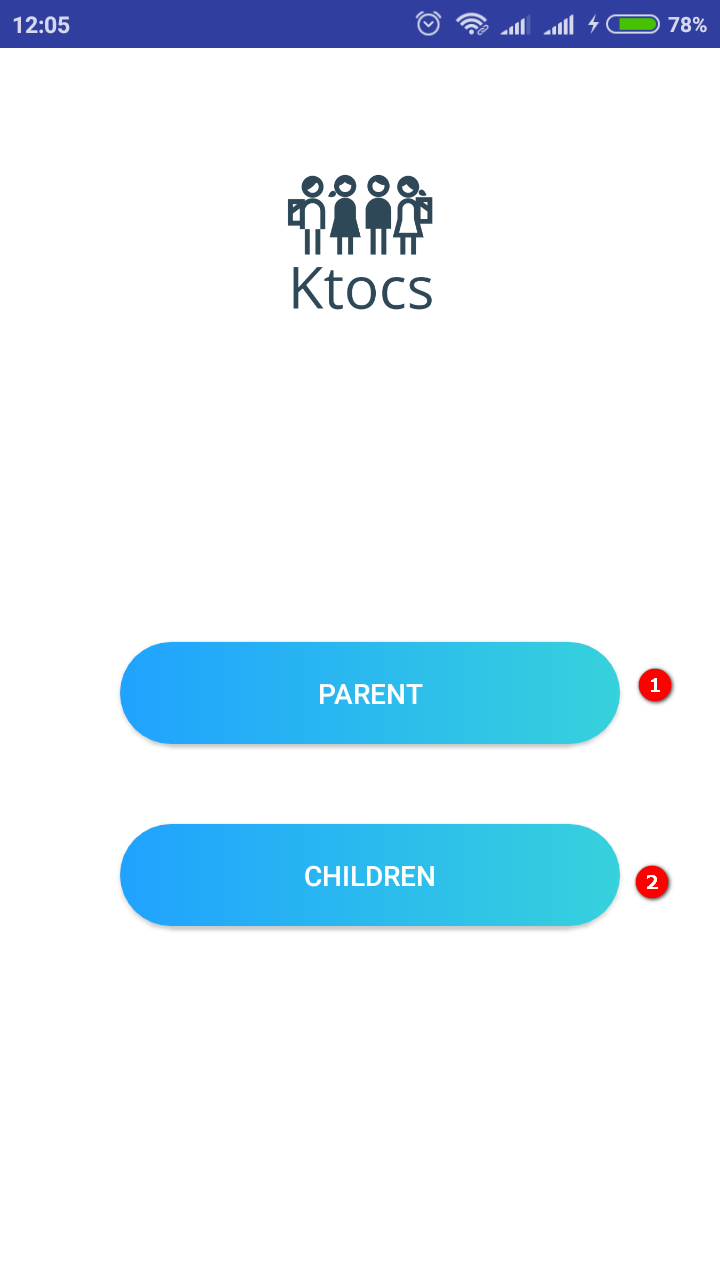 12:05 78%
Ktocs
PARENT 1
CHILDREN 2